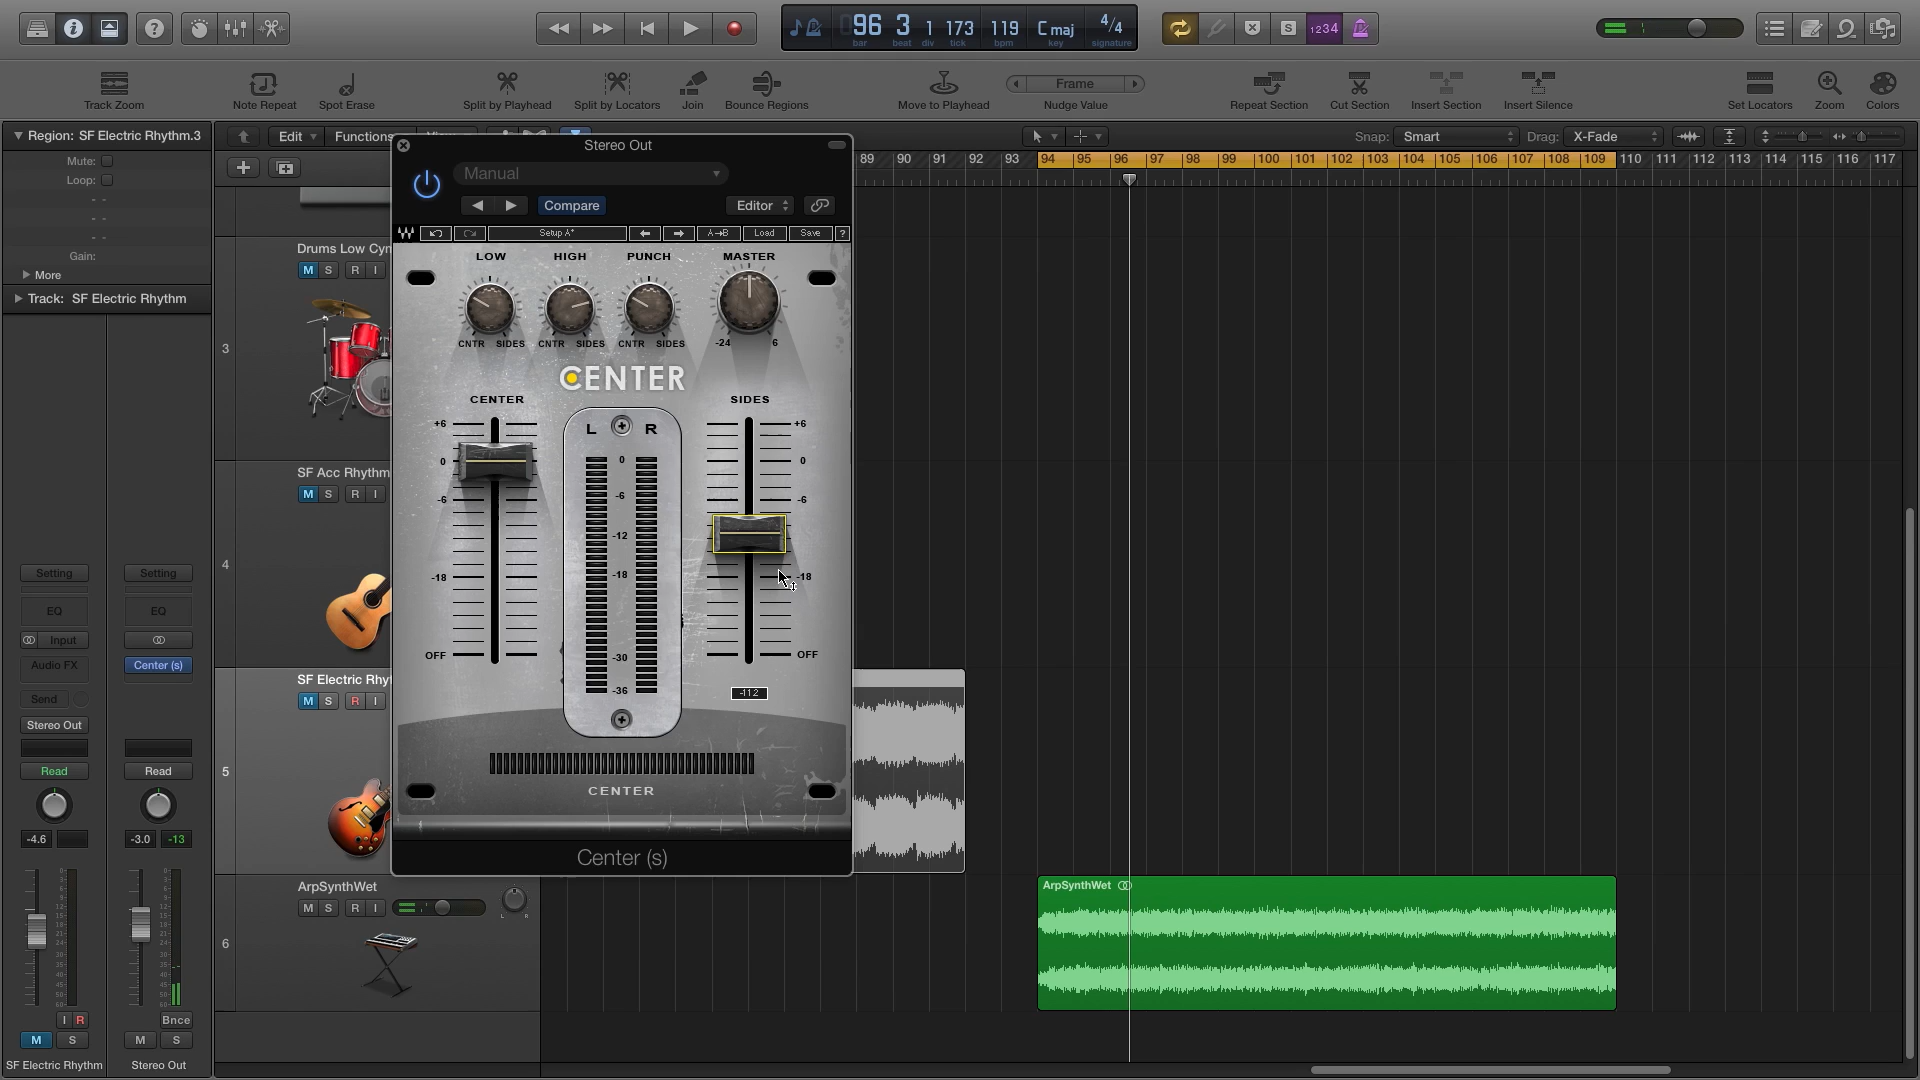 096 3 1 173 119 C maj 4/4
bar beat div tick bpm key signature
S 1234
Frame
Track Zoom Note Repeat Spot Erase Split by Playhead Split by Locators Join Bounce Regions Move to Playhead Nudge Value Repeat Section Cut Section Insert Section Insert Silence Set Locators Zoom Colors
Region: SF Electric Rhythm.3
Mute:
Loop:
Gain:
More
Track: SF Electric Rhythm
Edit Functions
Snap: Smart Drag: X-Fade
89 90 91 92 93 94 95 96 97 98 99 100 101 102 103 104 105 106 107 108 109 110 111 112 113 114 115 116 117
Stereo Out
Manual
Compare Editor
Setup A* A→B Load Save ?
LOW HIGH PUNCH MASTER
CNTR SIDES CNTR SIDES CNTR SIDES -24 6
CENTER
CENTER SIDES
L R
+6 +6
0 0 0
-6 -6 -6
-12
-18 -18 -18
OFF -30 OFF
-36
-11.2
CENTER
Center (s)
Drums Low Cyn
M S R I
3
SF Acc Rhythm
M S R I
4
SF Electric Rhy
M S R I
5
ArpSynthWet
M S R I
L R
6
ArpSynthWet
Setting Setting
EQ EQ
Input
Audio FX Center (s)
Send
Stereo Out
Read Read
-4.6 -3.0 -13
I R Bnce
M S M S
SF Electric Rhythm Stereo Out